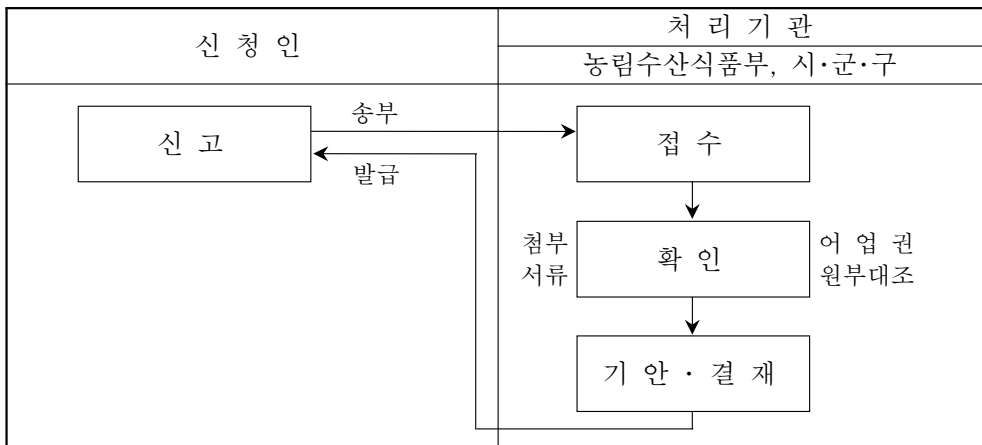 신 청 인
처 리 기 관
농림수산식품부, 시·군·구
송부
신 고
접 수
발급
첨부
서류
확 인
어 업 권
원부대조
기 안 · 결 재